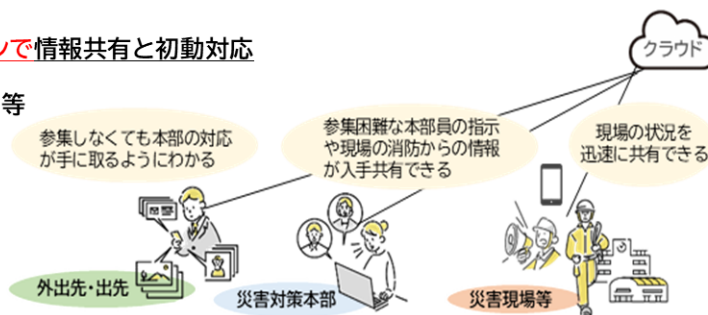 ンで情報共有と初動対応
クラウド
等
参集しなくても本部の対応
が手に取るようにわかる
参集困難な本部員の指示
や現場の消防からの情報
が入手共有できる
現場の状況を
迅速に共有できる
外出先・出先
災害対策本部
災害現場等